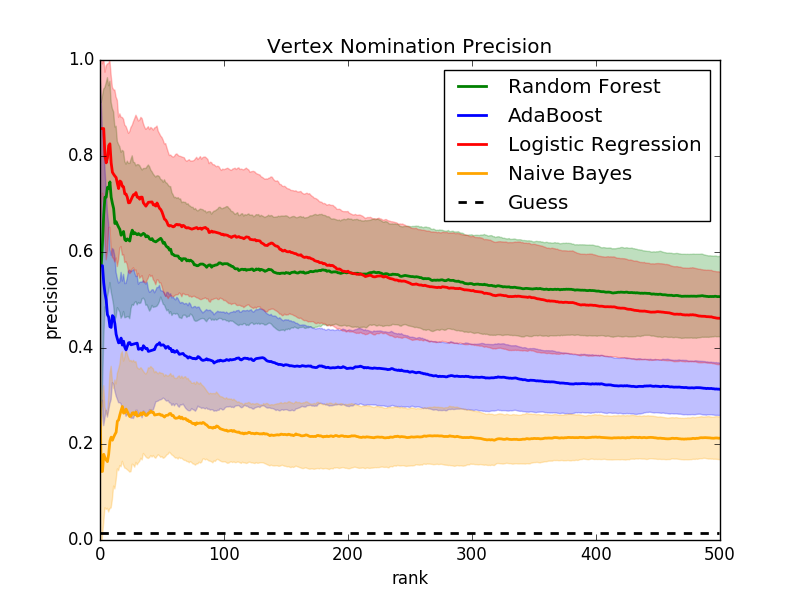 Vertex Nomination Precision
1.0
0.8
0.6
0.4
0.2
0.0
precision
Random Forest
AdaBoost
Logistic Regression
Naive Bayes
Guess
0 100 200 300 400 500
rank